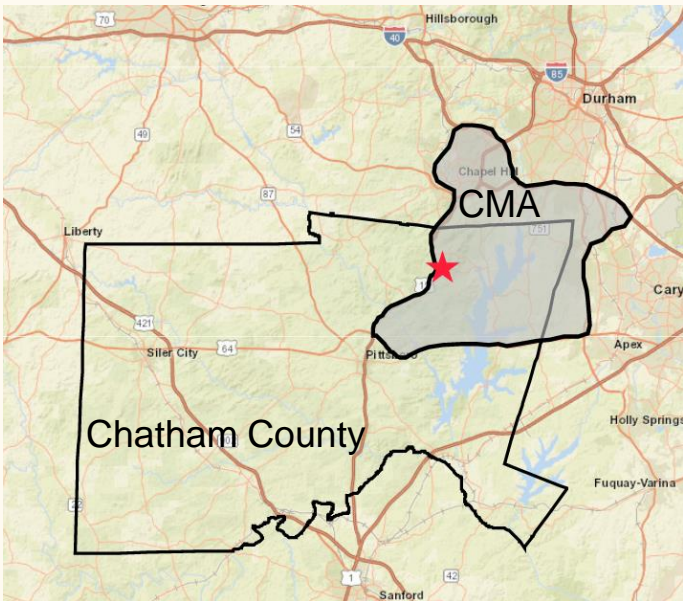 70
Hillsborough
40
85
Durham
49
54
Chapel Hill
87
CMA
Liberty
751
Cary
421
Siler City
64
Pittsboro
Apex
Chatham County
Holly Springs
Fuquay-Varina
1
42
Sanford